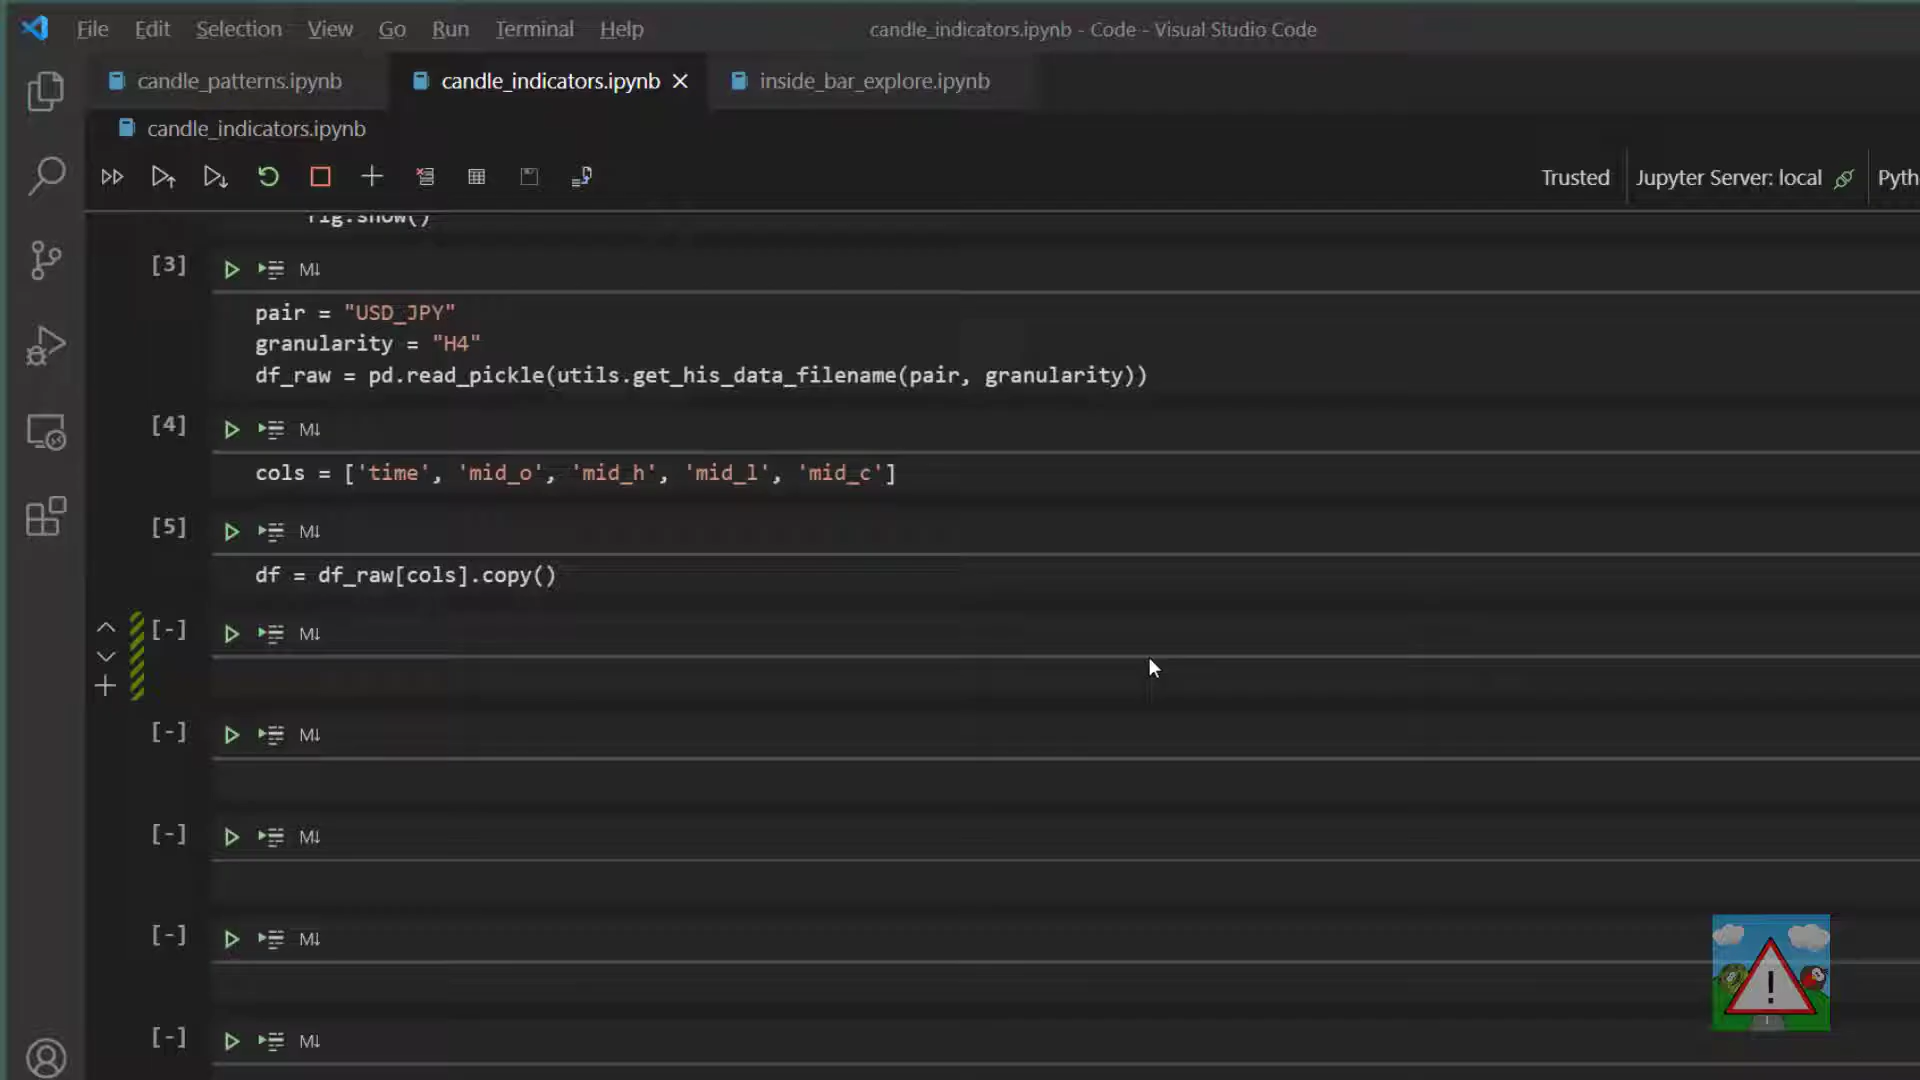 File Edit Selection View Go Run Terminal Help candle_indicators.ipynb - Code - Visual Studio Code
candle_patterns.ipynb candle_indicators.ipynb inside_bar_explore.ipynb
candle_indicators.ipynb
Trusted Jupyter Server: local Pyth
fig.show()
[3] M↓
pair = "USD_JPY"
granularity = "H4"
df_raw = pd.read_pickle(utils.get_his_data_filename(pair, granularity))
[4] M↓
cols = ['time', 'mid_o', 'mid_h', 'mid_l', 'mid_c']
[5] M↓
df = df_raw[cols].copy()
[-] M↓
[-] M↓
[-] M↓
[-] M↓
[-] M↓